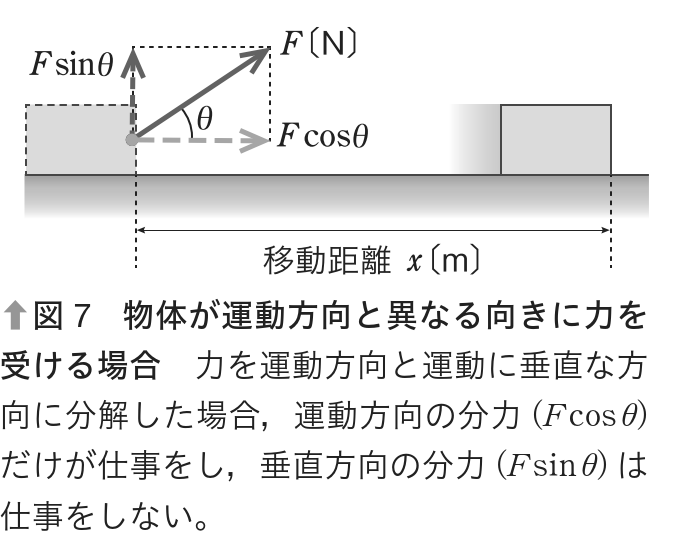 F〔N〕
F sinθ
θ
F cosθ
移動距離 x〔m〕
⬆図7 物体が運動方向と異なる向きに力を
受ける場合 力を運動方向と運動に垂直な方
向に分解した場合，運動方向の分力（F cos θ）
だけが仕事をし，垂直方向の分力（F sin θ）は
仕事をしない。